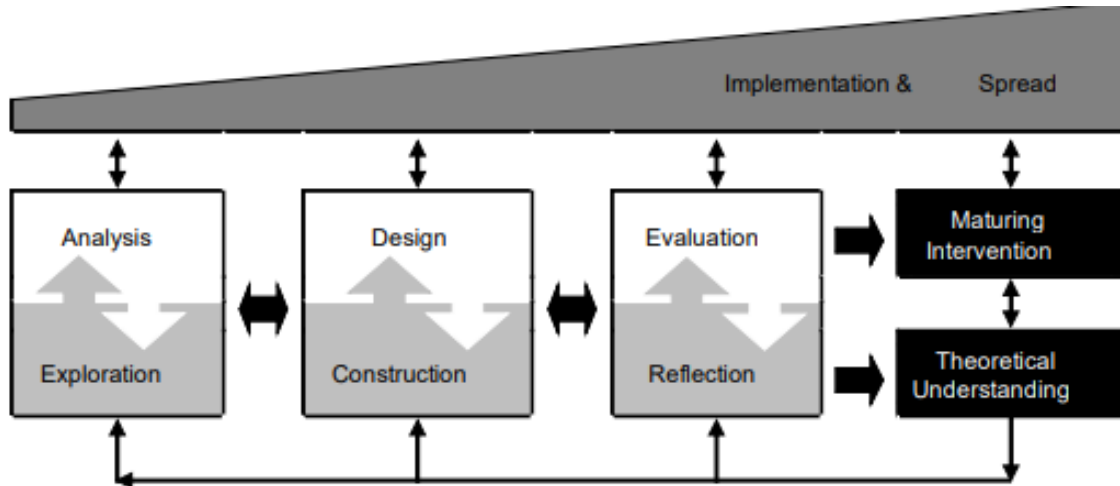 Implementation & Spread
Analysis
Exploration
Design
Construction
Evaluation
Reflection
Maturing
Intervention
Theoretical
Understanding